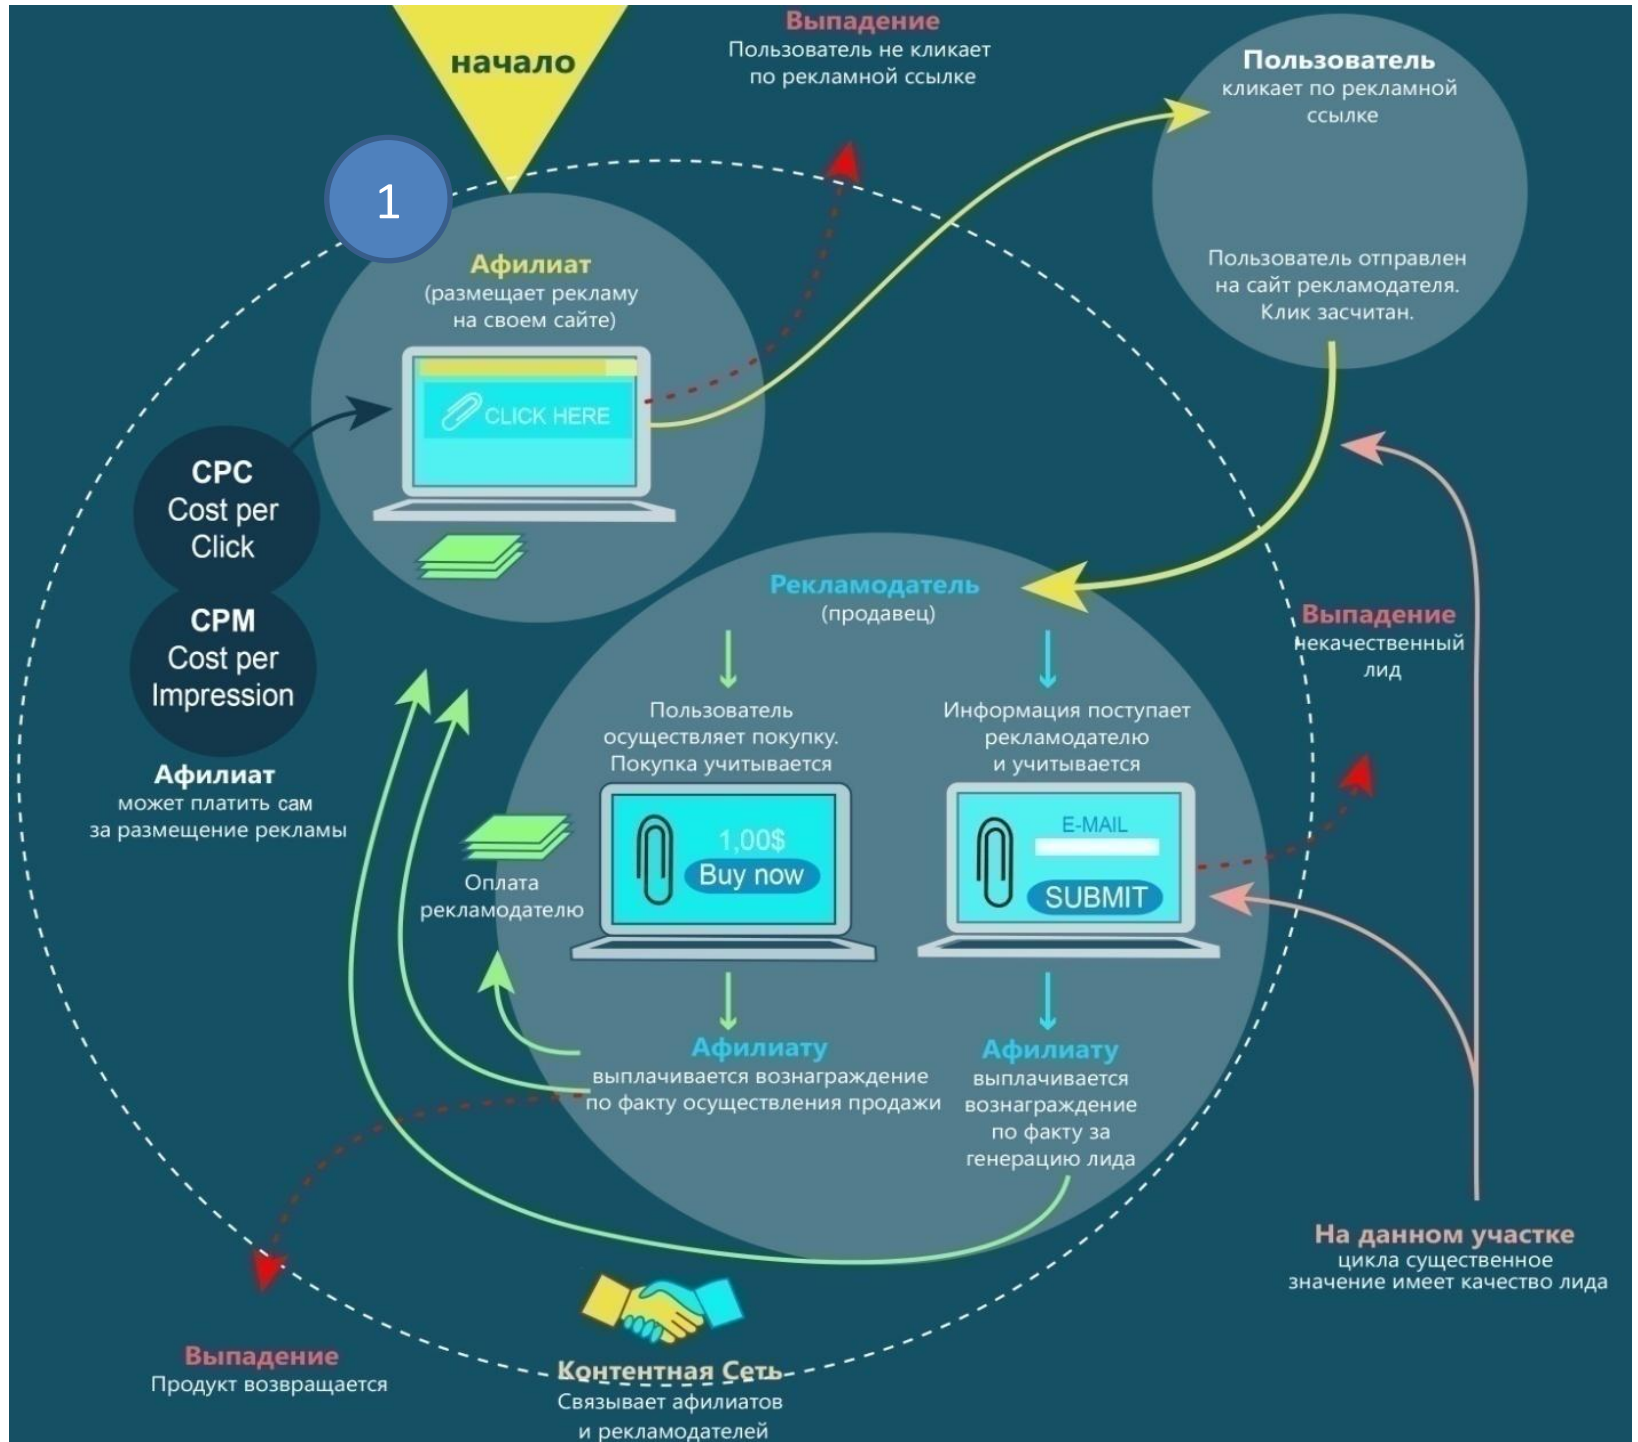 начало
Выпадение
Пользователь не кликает
по рекламной ссылке
Пользователь
кликает по рекламной
ссылке
Пользователь отправлен
на сайт рекламодателя.
Клик засчитан.
1
Афилиат
(размещает рекламу
на своем сайте)
CLICK HERE
CPC
Cost per
Click
CPM
Cost per
Impression
Афилиат
может платить сам
за размещение рекламы
Рекламодатель
(продавец)
Пользователь
осуществляет покупку.
Покупка учитывается
Информация поступает
рекламодателю
и учитывается
1,00$
Buy now
E-MAIL
SUBMIT
Выпадение
некачественный
лид
Оплата
рекламодателю
Афилиату
выплачивается вознаграждение
по факту осуществления продажи
Афилиату
выплачивается
вознаграждение
по факту за
генерацию лида
На данном участке
цикла существенное
значение имеет качество лида
Выпадение
Продукт возвращается
Контентная Сеть
Связывает афилиатов
и рекламодателей